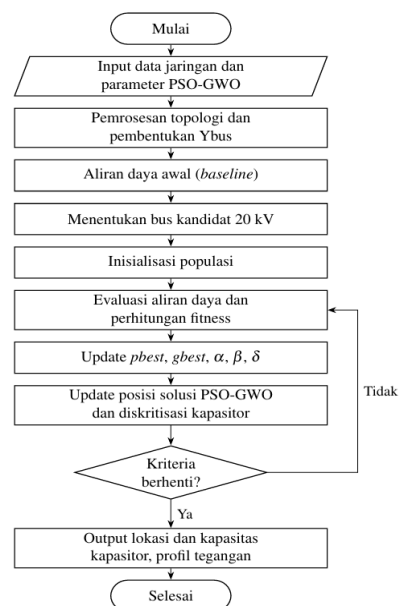 Mulai
Input data jaringan dan
parameter PSO-GWO
Pemrosesan topologi dan
pembentukan Ybus
Aliran daya awal (baseline)
Menentukan bus kandidat 20 kV
Inisialisasi populasi
Evaluasi aliran daya dan
perhitungan fitness
Update pbest, gbest, α, β, δ
Update posisi solusi PSO-GWO
dan diskritisasi kapasitor
Tidak
Kriteria
berhenti?
Ya
Output lokasi dan kapasitas
kapasitor, profil tegangan
Selesai